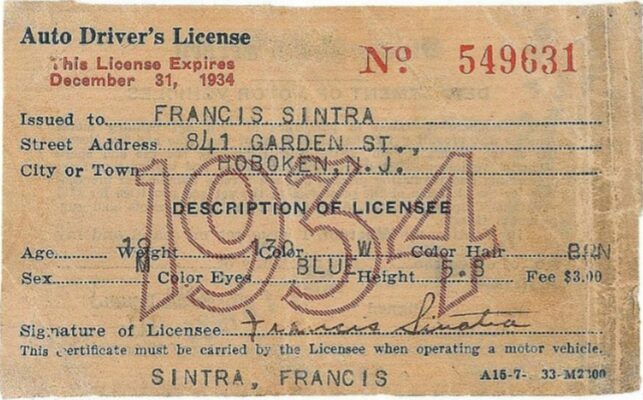 Auto Driver's License
This License Expires
December 31, 1934
No 549631
Issued to FRANCIS SINTRA
Street Address 841 GARDEN ST.,
City or Town HOBOKEN, N.J.
1934
DESCRIPTION OF LICENSEE
Age 19 Weight 130 Color W Color Hair BRN
Sex M Color Eyes BLUE Height 5.8 Fee $3.00
Signature of Licensee Francis Sinatra
This certificate must be carried by the Licensee when operating a motor vehicle.
SINTRA, FRANCIS
A16-7- 33-M2300